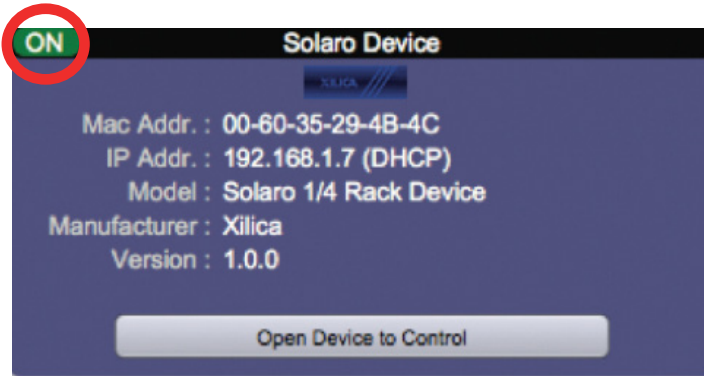 ON Solaro Device
XILICA
Mac Addr. : 00-60-35-29-4B-4C
IP Addr. : 192.168.1.7 (DHCP)
Model : Solaro 1/4 Rack Device
Manufacturer : Xilica
Version : 1.0.0
Open Device to Control